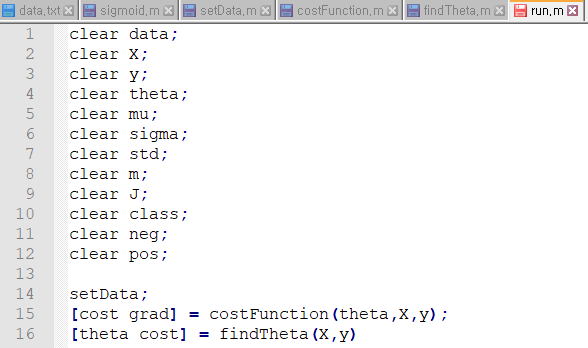 data.txt sigmoid.m setData.m costFunction.m findTheta.m run.m
1 clear data;
2 clear X;
3 clear y;
4 clear theta;
5 clear mu;
6 clear sigma;
7 clear std;
8 clear m;
9 clear J;
10 clear class;
11 clear neg;
12 clear pos;
13
14 setData;
15 [cost grad] = costFunction(theta,X,y);
16 [theta cost] = findTheta(X,y)